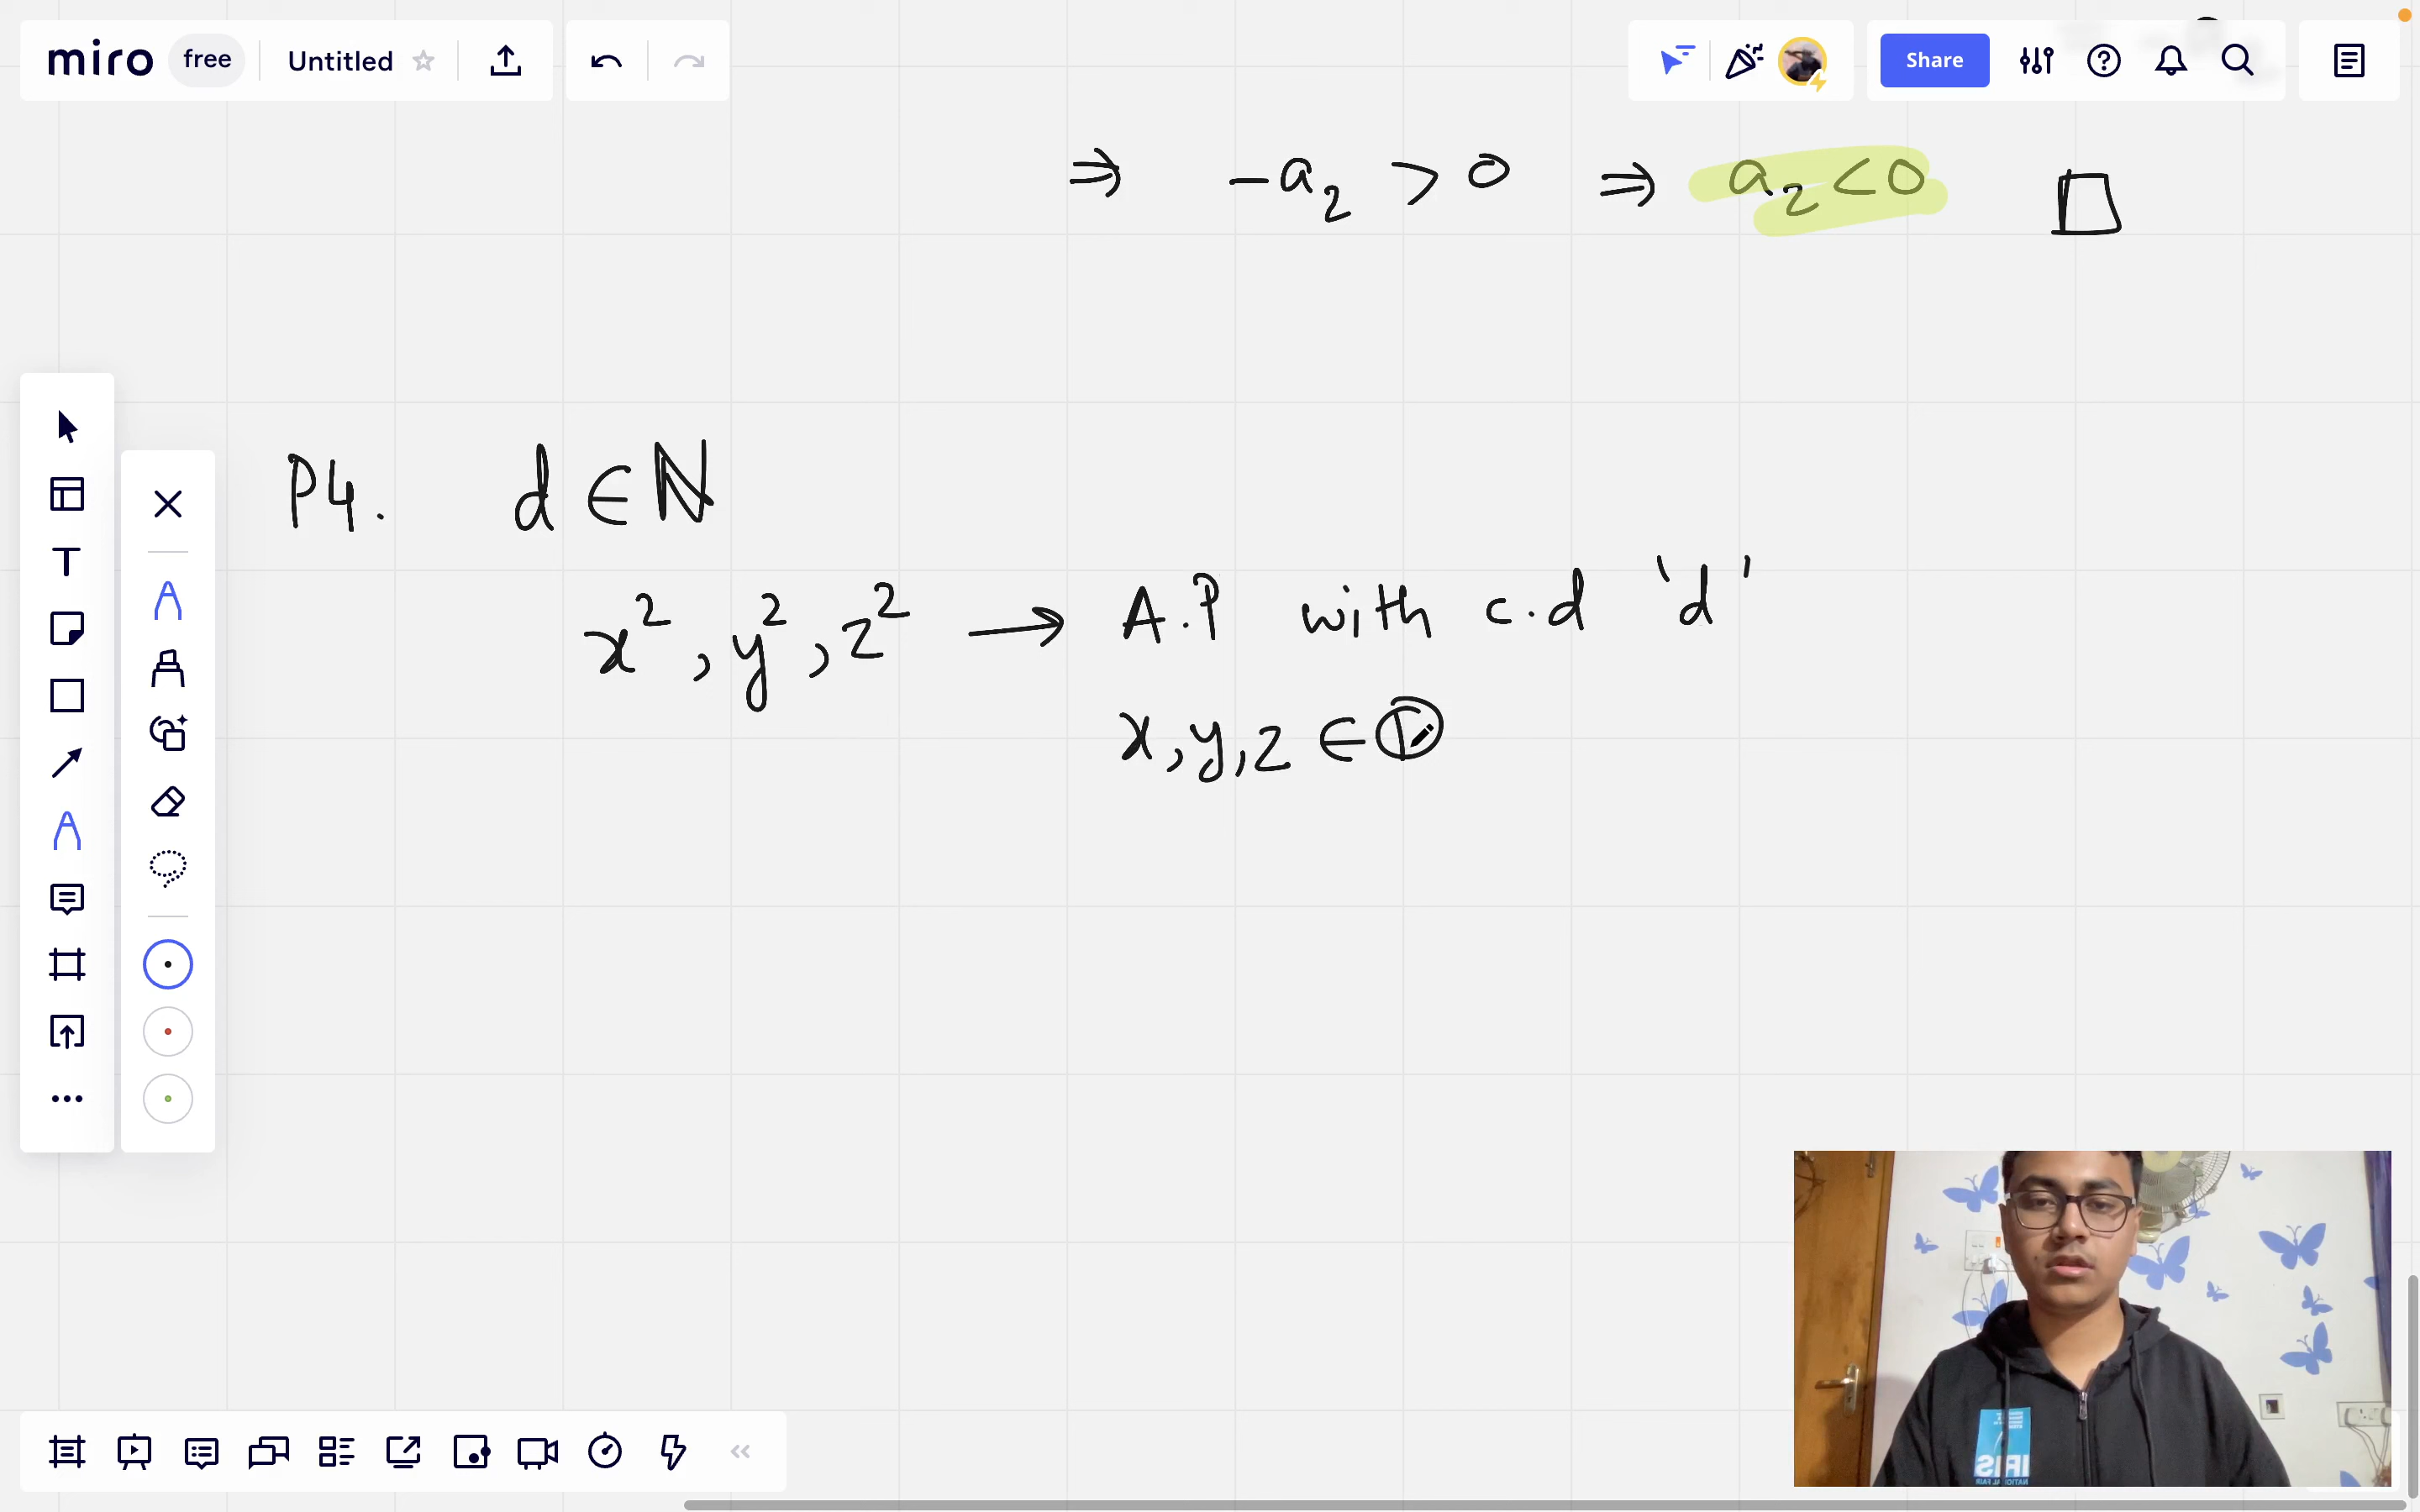 miro free Untitled Share
⇒ -a₂ > 0 ⇒ a₂ < 0 □
P4. d ∈ ℕ
x², y², z² → A.P with c.d 'd'
x, y, z ∈